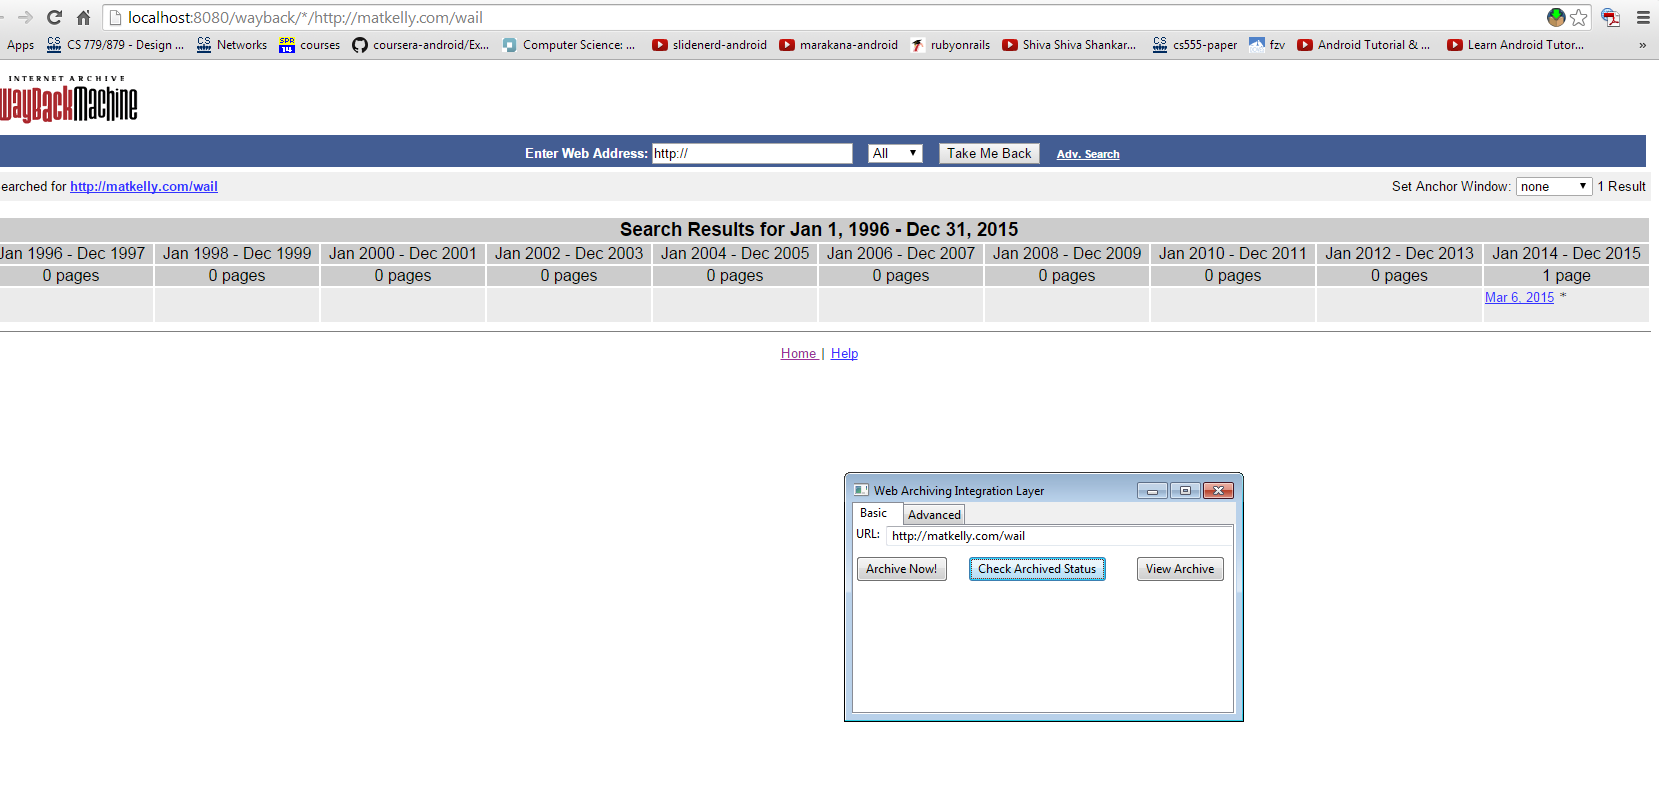 localhost:8080/wayback/*/http://matkelly.com/wail
Apps CS 779/879 - Design ... Networks courses coursera-android/Ex... Computer Science: ... slidenerd-android marakana-android rubyonrails Shiva Shiva Shankar... cs555-paper fzv Android Tutorial & ... Learn Android Tutor... »
INTERNET ARCHIVE
WayBackMachine
Enter Web Address: http:// All Take Me Back Adv. Search
earched for http://matkelly.com/wail Set Anchor Window: none 1 Result
Search Results for Jan 1, 1996 - Dec 31, 2015
Jan 1996 - Dec 1997 Jan 1998 - Dec 1999 Jan 2000 - Dec 2001 Jan 2002 - Dec 2003 Jan 2004 - Dec 2005 Jan 2006 - Dec 2007 Jan 2008 - Dec 2009 Jan 2010 - Dec 2011 Jan 2012 - Dec 2013 Jan 2014 - Dec 2015
0 pages 0 pages 0 pages 0 pages 0 pages 0 pages 0 pages 0 pages 0 pages 1 page
Mar 6, 2015 *
Home | Help
Web Archiving Integration Layer
Basic Advanced
URL: http://matkelly.com/wail
Archive Now! Check Archived Status View Archive